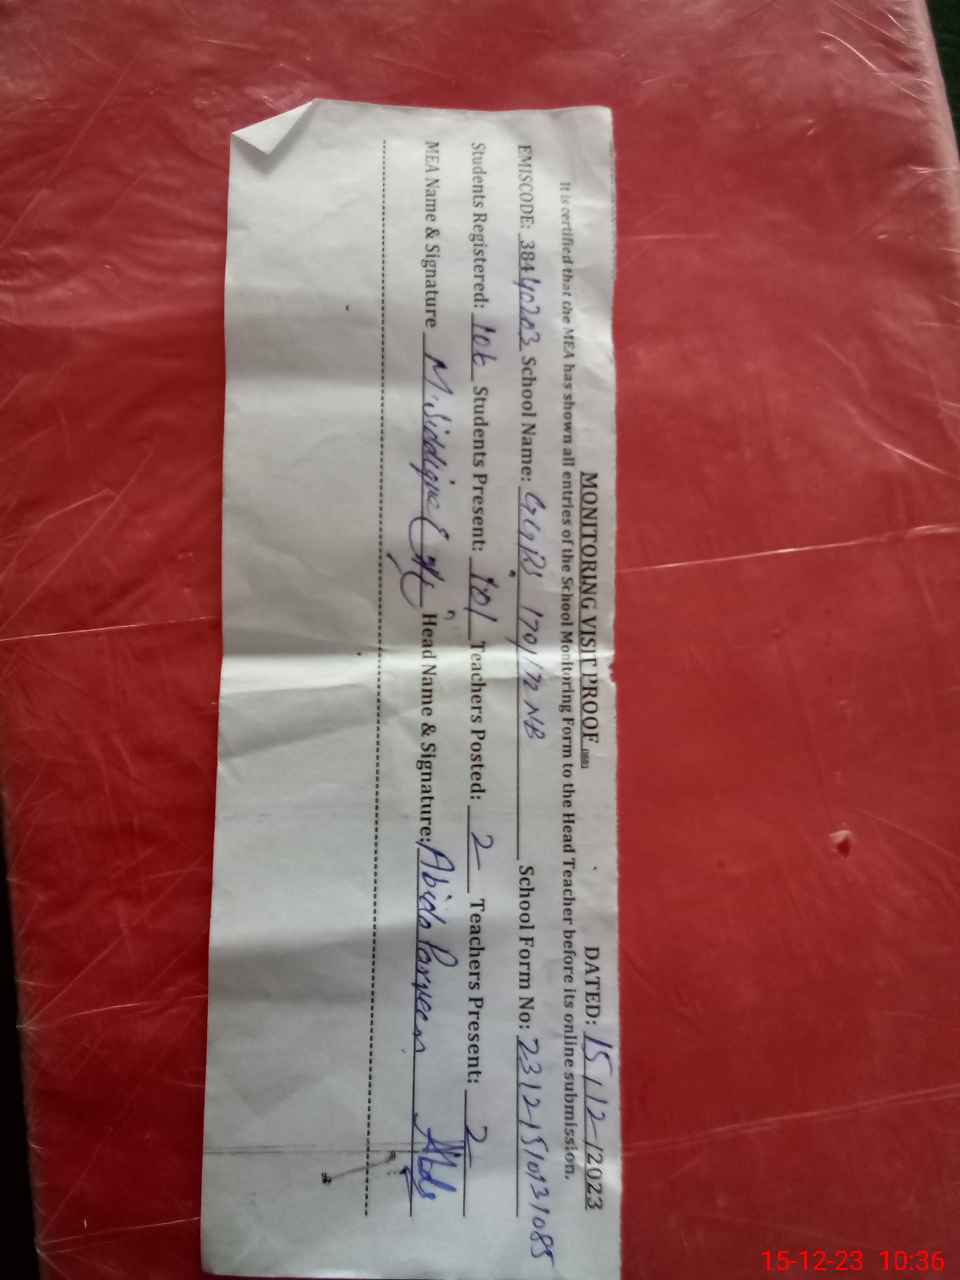 MONITORING VISIT PROOF DATED: 15/12/2023
It is certified that the MEA has shown all entries of the School Monitoring Form to the Head Teacher before its online submission.
EMISCODE: 38440203 School Name: GGPS 170/172 NB School Form No: 23121510131085
Students Registered: 106 Students Present: 101 Teachers Posted: 2 Teachers Present: 2
MEA Name & Signature M. Siddique Head Name & Signature: Abida Parveen
15-12-23 10:36